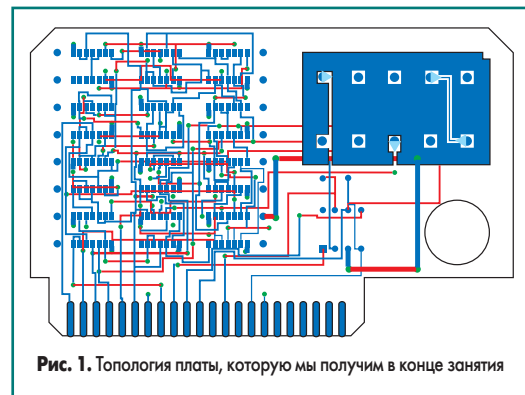 Рис. 1. Топология платы, которую мы получим в конце занятия